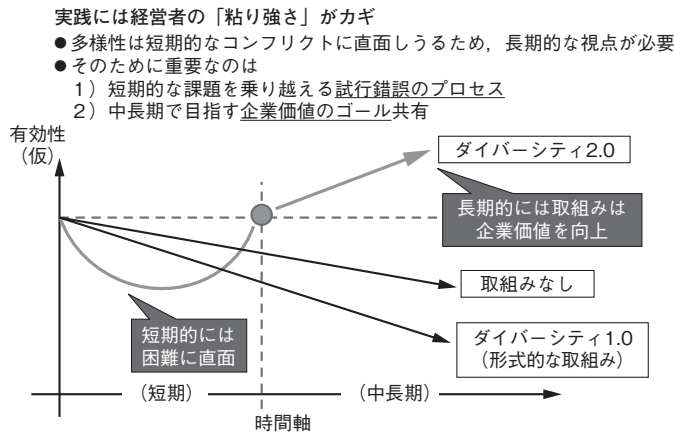 実践には経営者の「粘り強さ」がカギ
●多様性は短期的なコンフリクトに直面しうるため，長期的な視点が必要
●そのために重要なのは
1）短期的な課題を乗り越える試行錯誤のプロセス
2）中長期で目指す企業価値のゴール共有
有効性
（仮）
ダイバーシティ2.0
長期的には取組みは
企業価値を向上
取組みなし
短期的には
困難に直面
ダイバーシティ1.0
（形式的な取組み）
（短期）
（中長期）
時間軸